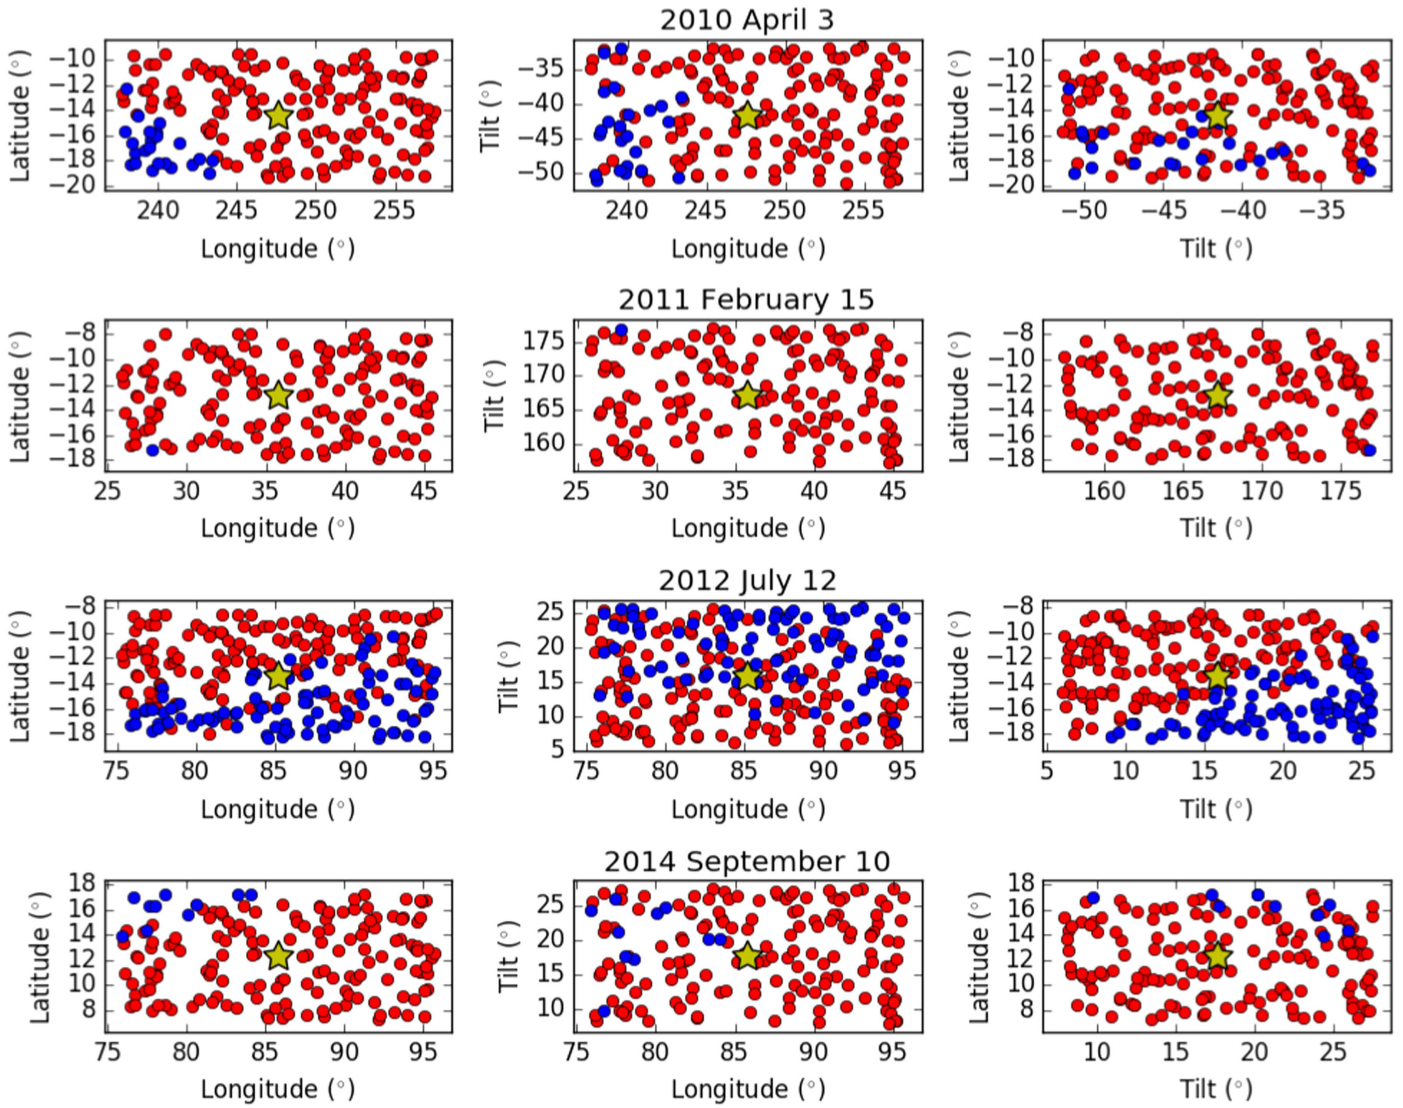 2010 April 3
−10
−12
−14
−16
−18
−20
Latitude (°)
240 245 250 255
Longitude (°)
−35
−40
−45
−50
Tilt (°)
240 245 250 255
Longitude (°)
−10
−12
−14
−16
−18
−20
Latitude (°)
−50 −45 −40 −35
Tilt (°)
2011 February 15
−8
−10
−12
−14
−16
−18
Latitude (°)
25 30 35 40 45
Longitude (°)
175
170
165
160
Tilt (°)
25 30 35 40 45
Longitude (°)
−8
−10
−12
−14
−16
−18
Latitude (°)
160 165 170 175
Tilt (°)
2012 July 12
−8
−10
−12
−14
−16
−18
Latitude (°)
75 80 85 90 95
Longitude (°)
25
20
15
10
5
Tilt (°)
75 80 85 90 95
Longitude (°)
−8
−10
−12
−14
−16
−18
Latitude (°)
5 10 15 20 25
Tilt (°)
2014 September 10
18
16
14
12
10
8
Latitude (°)
75 80 85 90 95
Longitude (°)
25
20
15
10
Tilt (°)
75 80 85 90 95
Longitude (°)
18
16
14
12
10
8
Latitude (°)
10 15 20 25
Tilt (°)